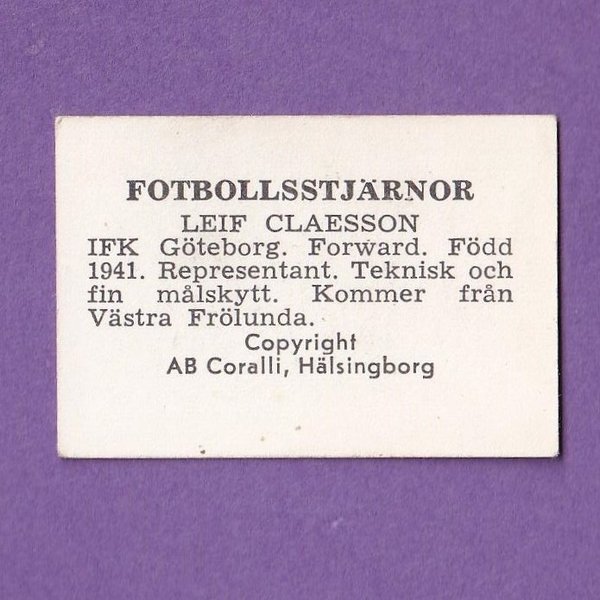 FOTBOLLSSTJÄRNOR
LEIF CLAESSON
IFK Göteborg. Forward. Född
1941. Representant. Teknisk och
fin målskytt. Kommer från
Västra Frölunda.
Copyright
AB Coralli, Hälsingborg